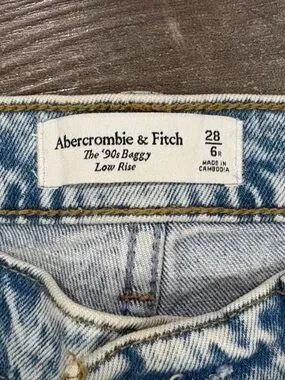 Abercrombie & Fitch
The '90s Baggy
Low Rise
28
6R
MADE IN
CAMBODIA